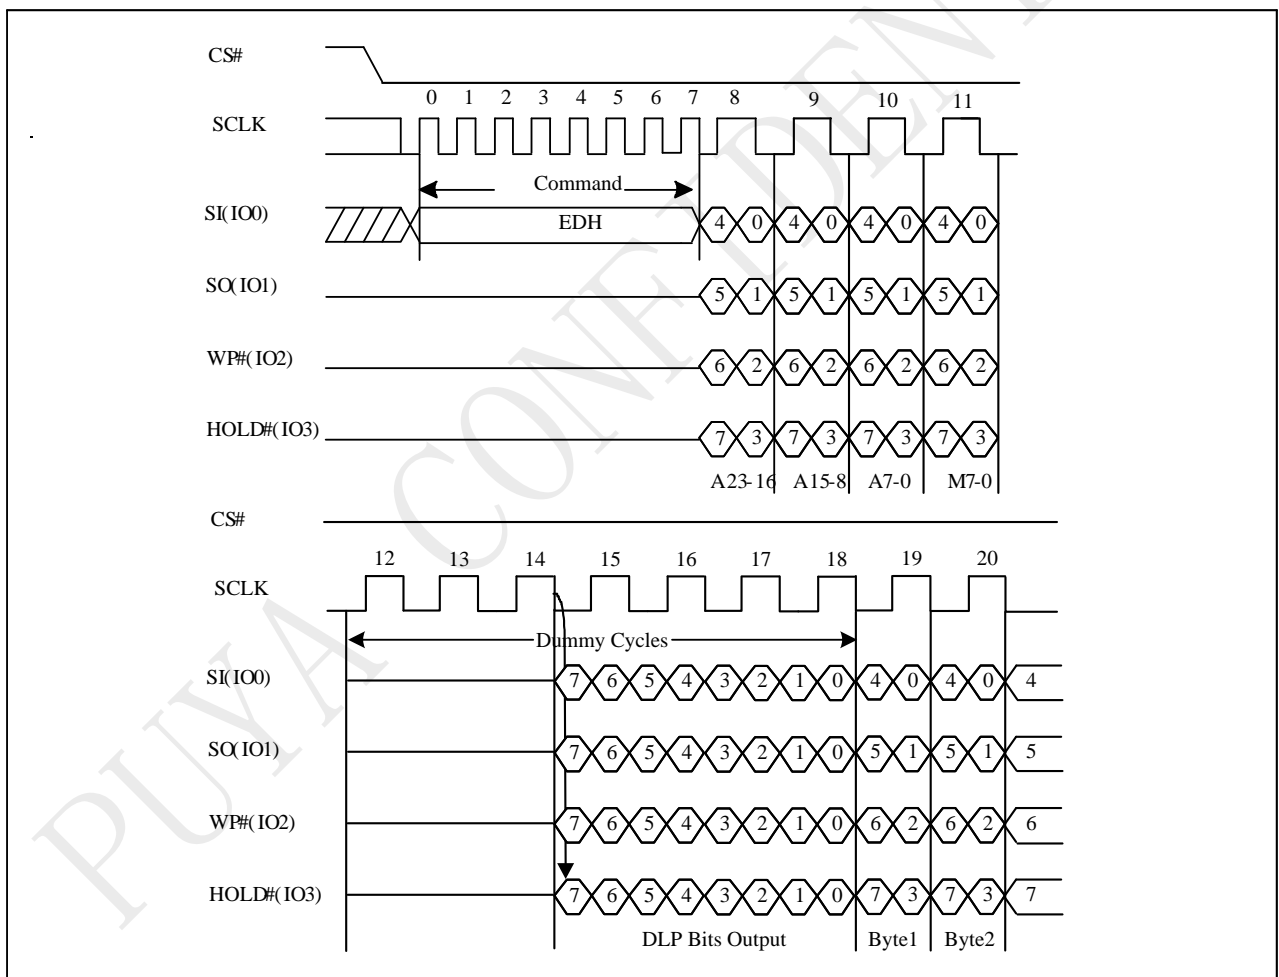 CS#
0 1 2 3 4 5 6 7 8 9 10 11
SCLK
Command
SI(IO0) EDH 4 0 4 0 4 0 4 0
SO(IO1) 5 1 5 1 5 1 5 1
WP#(IO2) 6 2 6 2 6 2 6 2
HOLD#(IO3) 7 3 7 3 7 3 7 3
A23-16 A15-8 A7-0 M7-0
CS#
12 13 14 15 16 17 18 19 20
SCLK
Dummy Cycles
SI(IO0) 7 6 5 4 3 2 1 0 4 0 4 0 4
SO(IO1) 7 6 5 4 3 2 1 0 5 1 5 1 5
WP#(IO2) 7 6 5 4 3 2 1 0 6 2 6 2 6
HOLD#(IO3) 7 6 5 4 3 2 1 0 7 3 7 3 7
DLP Bits Output Byte1 Byte2
PUYA CONFIDEN